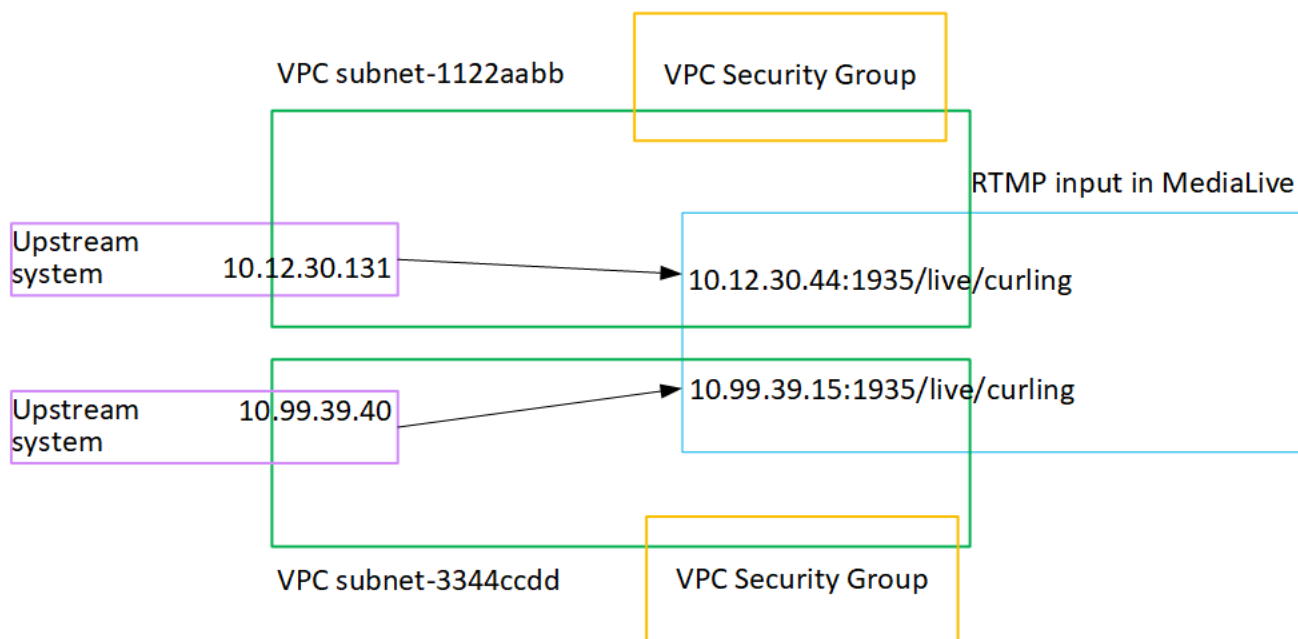 VPC subnet-1122aabb
VPC Security Group
RTMP input in MediaLive
Upstream
system
10.12.30.131
10.12.30.44:1935/live/curling
Upstream
system
10.99.39.40
10.99.39.15:1935/live/curling
VPC subnet-3344ccdd
VPC Security Group